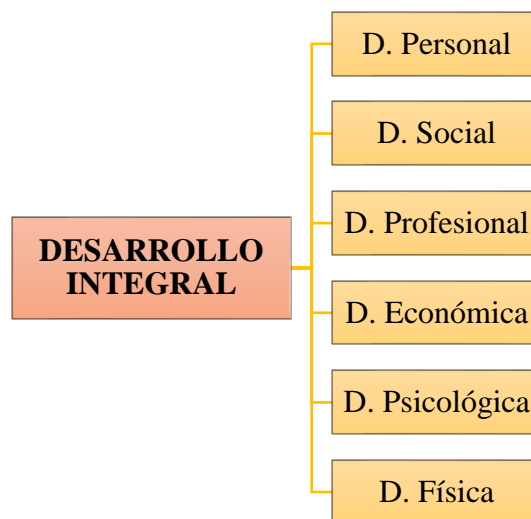 D. Personal
D. Social
D. Profesional
DESARROLLO
INTEGRAL
D. Económica
D. Psicológica
D. Física